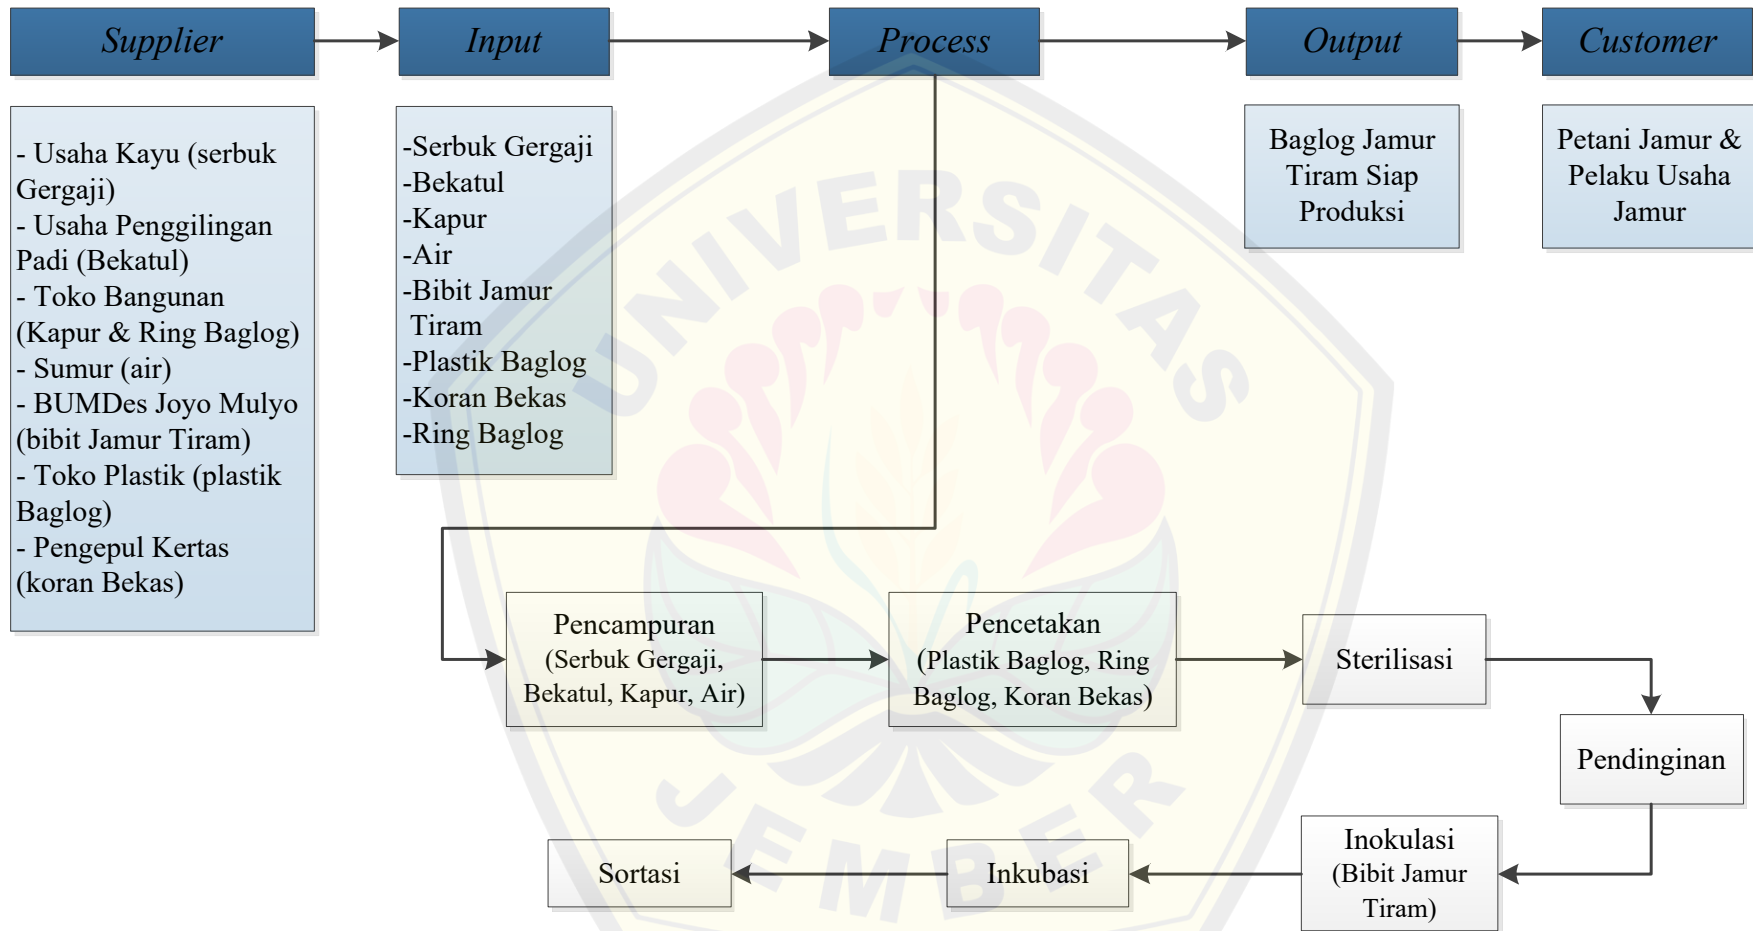 Supplier
Input
Process
Output
Customer
- Usaha Kayu (serbuk
Gergaji)
- Usaha Penggilingan
Padi (Bekatul)
- Toko Bangunan
(Kapur & Ring Baglog)
- Sumur (air)
- BUMDes Joyo Mulyo
(bibit Jamur Tiram)
- Toko Plastik (plastik
Baglog)
- Pengepul Kertas
(koran Bekas)
-Serbuk Gergaji
-Bekatul
-Kapur
-Air
-Bibit Jamur
Tiram
-Plastik Baglog
-Koran Bekas
-Ring Baglog
Baglog Jamur
Tiram Siap
Produksi
Petani Jamur &
Pelaku Usaha
Jamur
UNIVERSITAS
Pencampuran
(Serbuk Gergaji,
Bekatul, Kapur, Air)
Pencetakan
(Plastik Baglog, Ring
Baglog, Koran Bekas)
Sterilisasi
Pendinginan
Inokulasi
(Bibit Jamur
Tiram)
Inkubasi
Sortasi
JEMBER